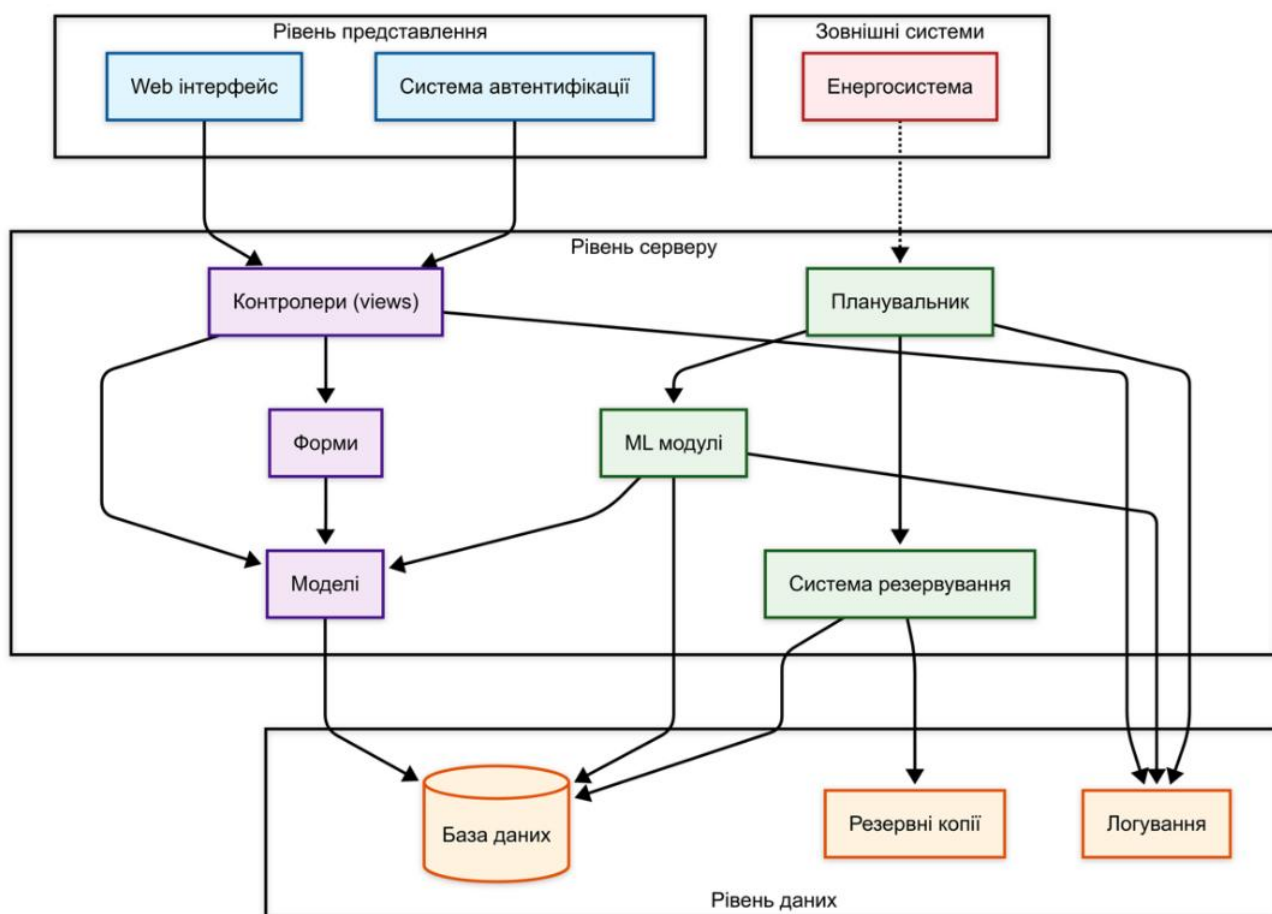 Рівень представлення
Зовнішні системи
Web інтерфейс
Система автентифікації
Енергосистема
Рівень серверу
Контролери (views)
Планувальник
Форми
ML модулі
Моделі
Система резервування
База даних
Резервні копії
Логування
Рівень даних